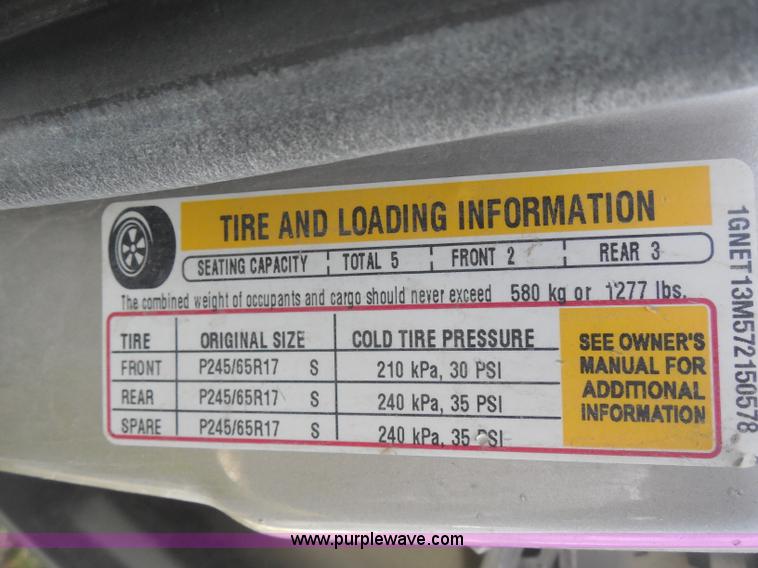 TIRE AND LOADING INFORMATION
SEATING CAPACITY TOTAL 5 FRONT 2 REAR 3
The combined weight of occupants and cargo should never exceed 580 kg or 1277 lbs.
TIRE ORIGINAL SIZE COLD TIRE PRESSURE
FRONT P245/65R17 S 210 kPa, 30 PSI
REAR P245/65R17 S 240 kPa, 35 PSI
SPARE P245/65R17 S 240 kPa, 35 PSI
SEE OWNER'S
MANUAL FOR
ADDITIONAL
INFORMATION
1GNET13M572150578
www.purplewave.com